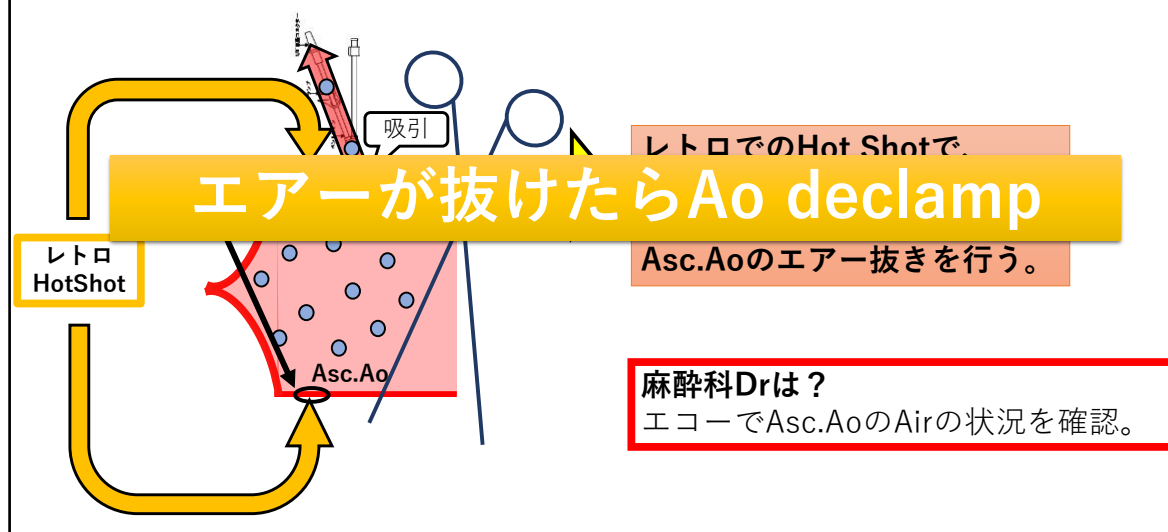 吸引
レトロでのHot Shotで、
エアーが抜けたらAo declamp
レトロ
HotShot
Asc.Aoのエアー抜きを行う。
Asc.Ao
麻酔科Drは？
エコーでAsc.AoのAirの状況を確認。